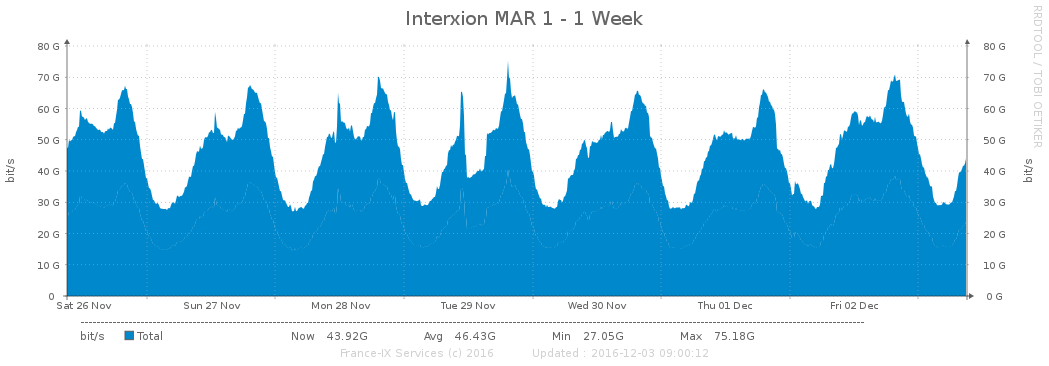 Interxion MAR 1 - 1 Week
RRDTOOL / TOBI OETIKER
bit/s
80 G
70 G
60 G
50 G
40 G
30 G
20 G
10 G
0
80 G
70 G
60 G
50 G
40 G
30 G
20 G
10 G
0 G
bit/s
Sat 26 Nov Sun 27 Nov Mon 28 Nov Tue 29 Nov Wed 30 Nov Thu 01 Dec Fri 02 Dec
bit/s Total Now 43.92G Avg 46.43G Min 27.05G Max 75.18G
France-IX Services (c) 2016 Updated : 2016-12-03 09:00:12